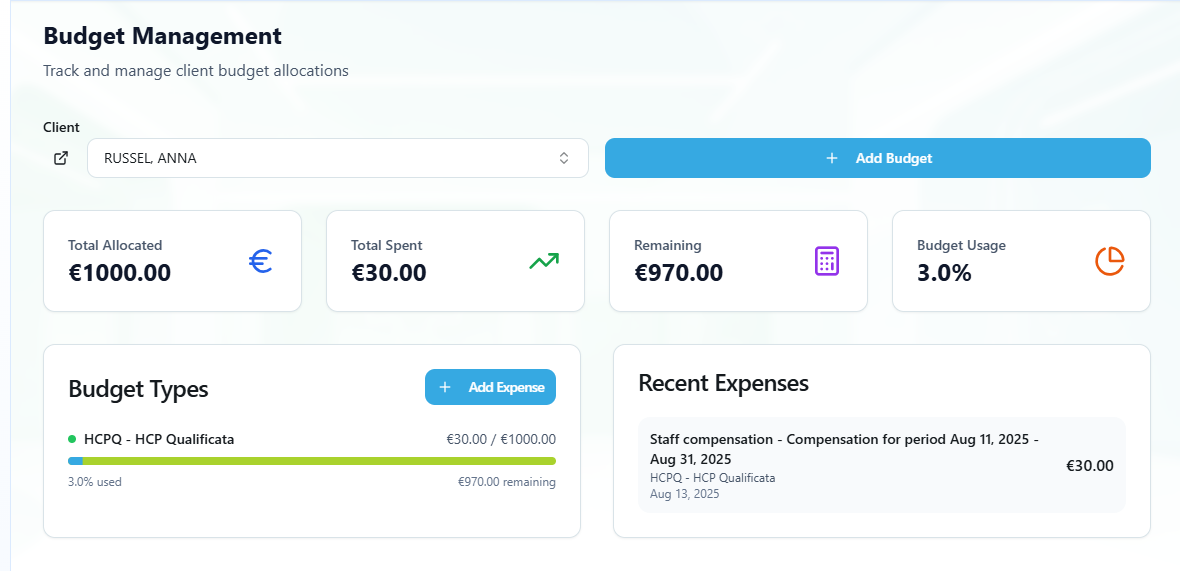 Budget Management
Track and manage client budget allocations
Client
RUSSEL, ANNA
Add Budget
Total Allocated
€1000.00
Total Spent
€30.00
Remaining
€970.00
Budget Usage
3.0%
Budget Types
Add Expense
HCPQ - HCP Qualificata
€30.00 / €1000.00
3.0% used
€970.00 remaining
Recent Expenses
Staff compensation - Compensation for period Aug 11, 2025 -
Aug 31, 2025
HCPQ - HCP Qualificata
Aug 13, 2025
€30.00